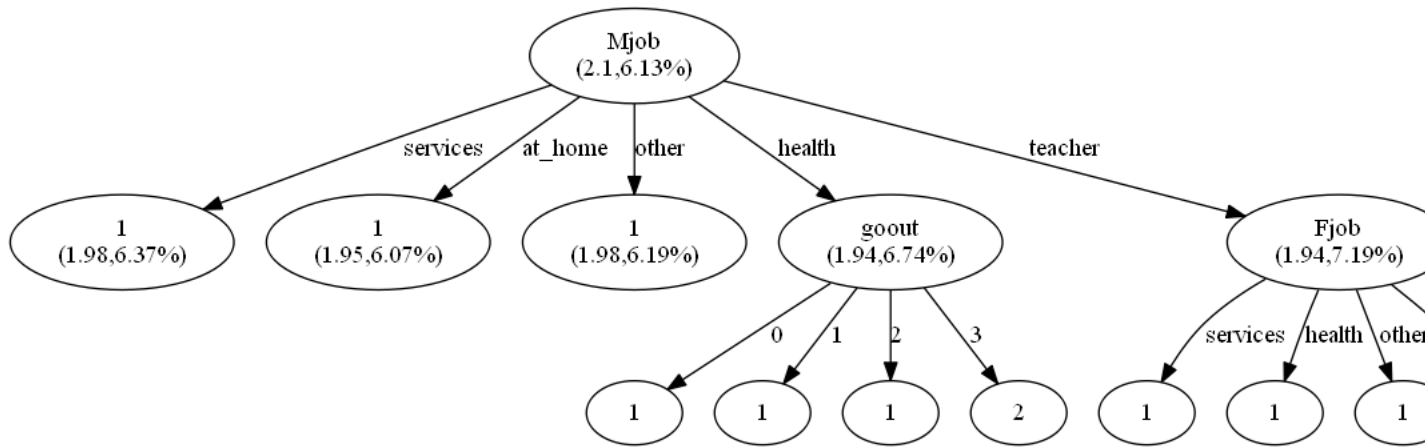 Mjob
(2.1,6.13%)
services
at_home
other
health
teacher
1
(1.98,6.37%)
1
(1.95,6.07%)
1
(1.98,6.19%)
goout
(1.94,6.74%)
Fjob
(1.94,7.19%)
0
1
2
3
services
health
other
1
1
1
2
1
1
1